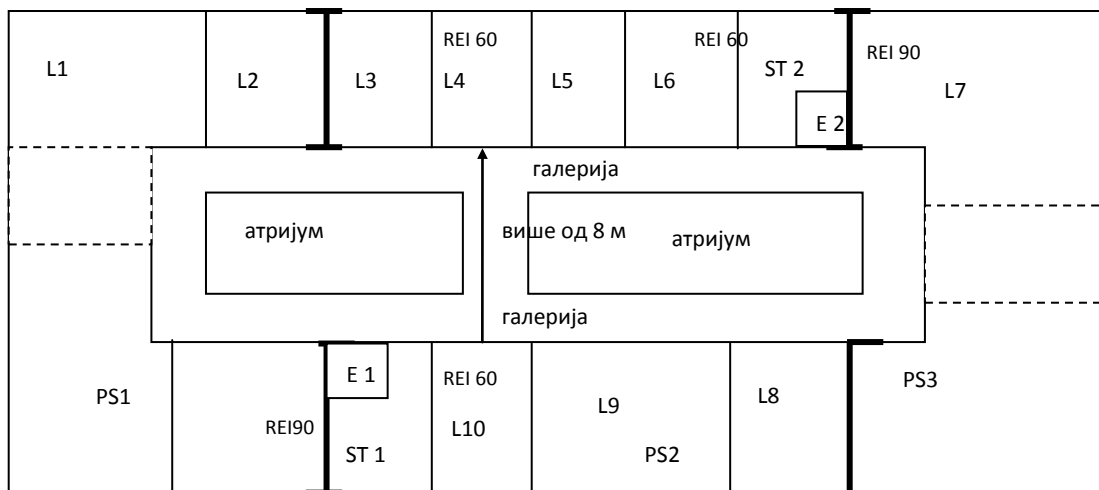 REI 60
REI 60
REI 90
L1
L2
L3
L4
L5
L6
ST 2
L7
E 2
галерија
атријум
више од 8 м
атријум
галерија
E 1
REI 60
PS1
REI90
ST 1
L10
L9
PS2
L8
PS3